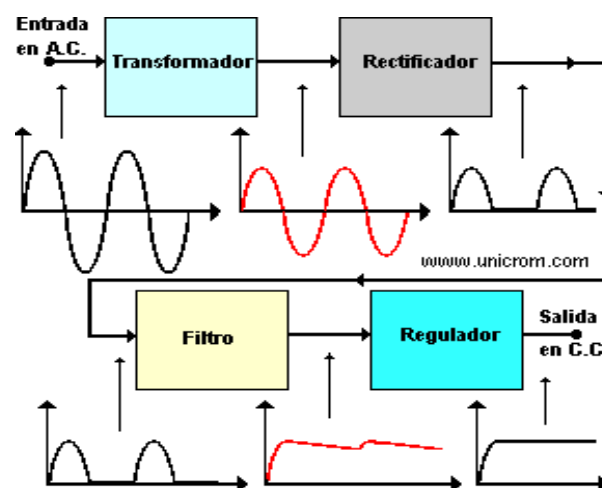 Entrada
en A.C.
Transformador
Rectificador
www.unicrom.com
Filtro
Regulador
Salida
en C.C